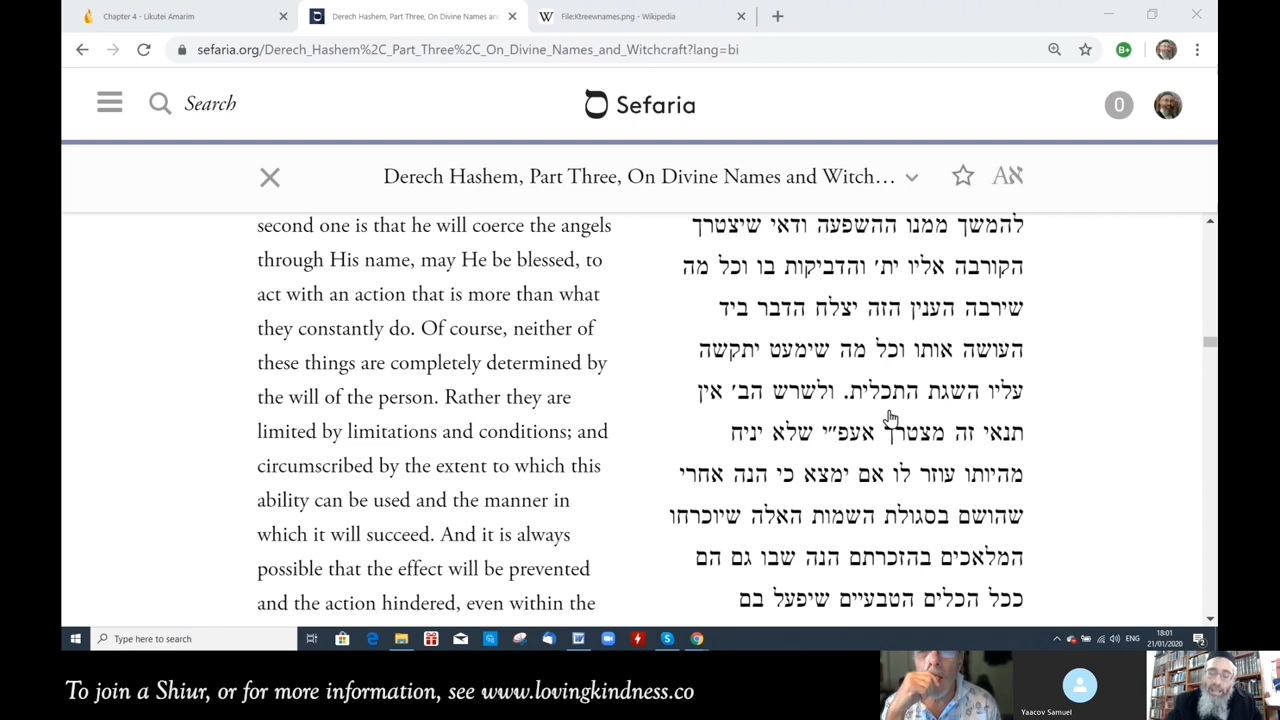 Chapter 4 - Likutei Amarim
Derech Hashem, Part Three, On Divine Names and
File:Ktreewnames.png - Wikipedia
sefaria.org/Derech_Hashem%2C_Part_Three%2C_On_Divine_Names_and_Witchcraft?lang=bi
Search
Sefaria
0
Derech Hashem, Part Three, On Divine Names and Witch…
second one is that he will coerce the angels
through His name, may He be blessed, to
act with an action that is more than what
they constantly do. Of course, neither of
these things are completely determined by
the will of the person. Rather they are
limited by limitations and conditions; and
circumscribed by the extent to which this
ability can be used and the manner in
which it will succeed. And it is always
possible that the effect will be prevented
and the action hindered, even within the
להמשך ממנו ההשפעה ודאי שיצטרך
הקורבה אליו ית׳ והדביקות בו וכל מה
שירבה הענין הזה יצלח הדבר ביד
העושה אותו וכל מה שימעט יתקשה
עליו השגת התכלית. ולשרש הב׳ אין
תנאי זה מצטרך אעפ״י שלא יניח
מהיותו עוזר לו אם ימצא כי הנה אחרי
שהושם בסגולת השמות האלה שיוכרחו
המלאכים בהזכרתם הנה שבו גם הם
ככל הכלים הטבעיים שיפעל בם
Type here to search
ENG
18:01
21/01/2020
To join a Shiur, or for more information, see www.lovingkindness.co
Yaacov Samuel